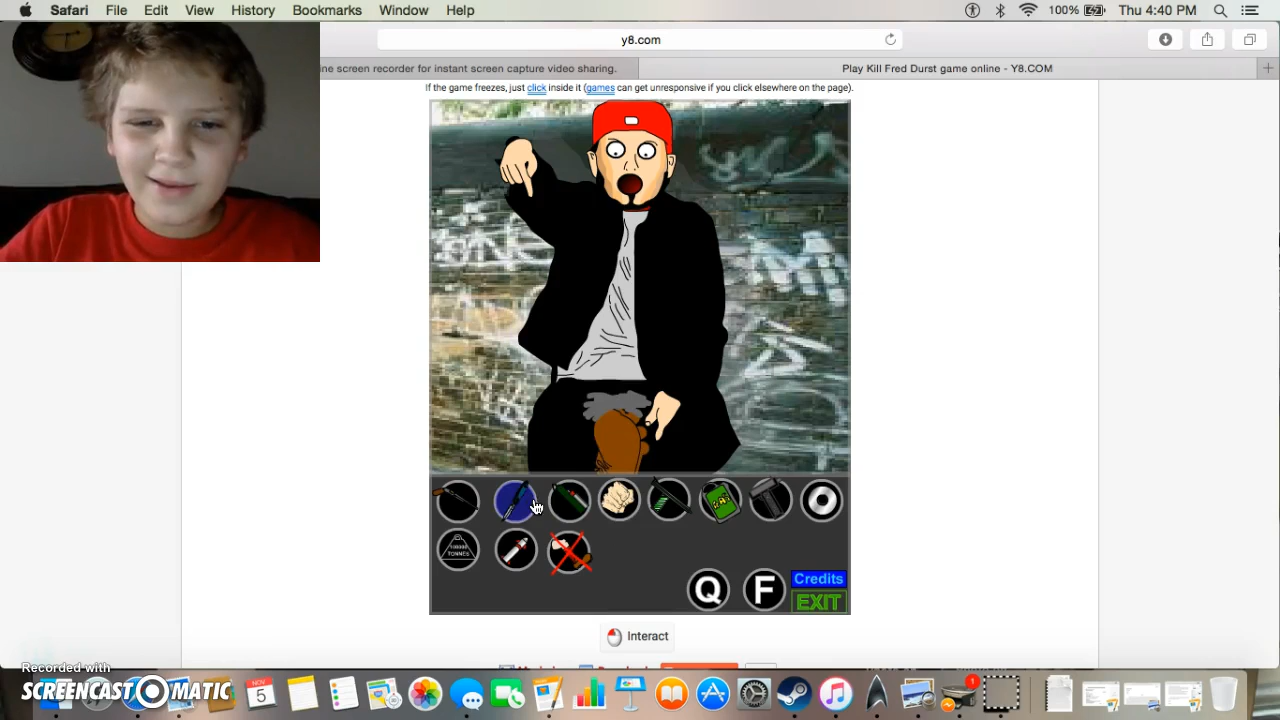 Safari File Edit View History Bookmarks Window Help 100% Thu 4:40 PM
y8.com
ne screen recorder for instant screen capture video sharing. Play Kill Fred Durst game online - Y8.COM
If the game freezes, just click inside it (games can get unresponsive if you click elsewhere on the page).
10000
TONNES
Q F Credits
EXIT
Interact
Recorded with
SCREENCAST MATIC
NOV
5
1